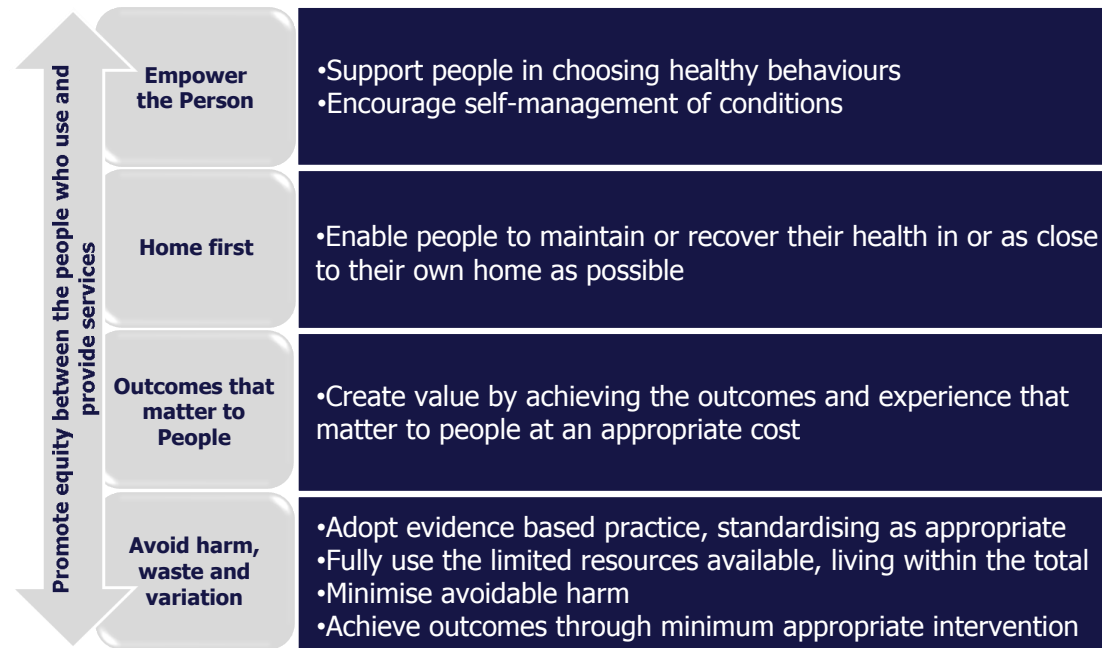 Promote equity between the people who use and
provide services
Empower
the Person
•Support people in choosing healthy behaviours
•Encourage self-management of conditions
Home first
•Enable people to maintain or recover their health in or as close
to their own home as possible
Outcomes that
matter to
People
•Create value by achieving the outcomes and experience that
matter to people at an appropriate cost
Avoid harm,
waste and
variation
•Adopt evidence based practice, standardising as appropriate
•Fully use the limited resources available, living within the total
•Minimise avoidable harm
•Achieve outcomes through minimum appropriate intervention